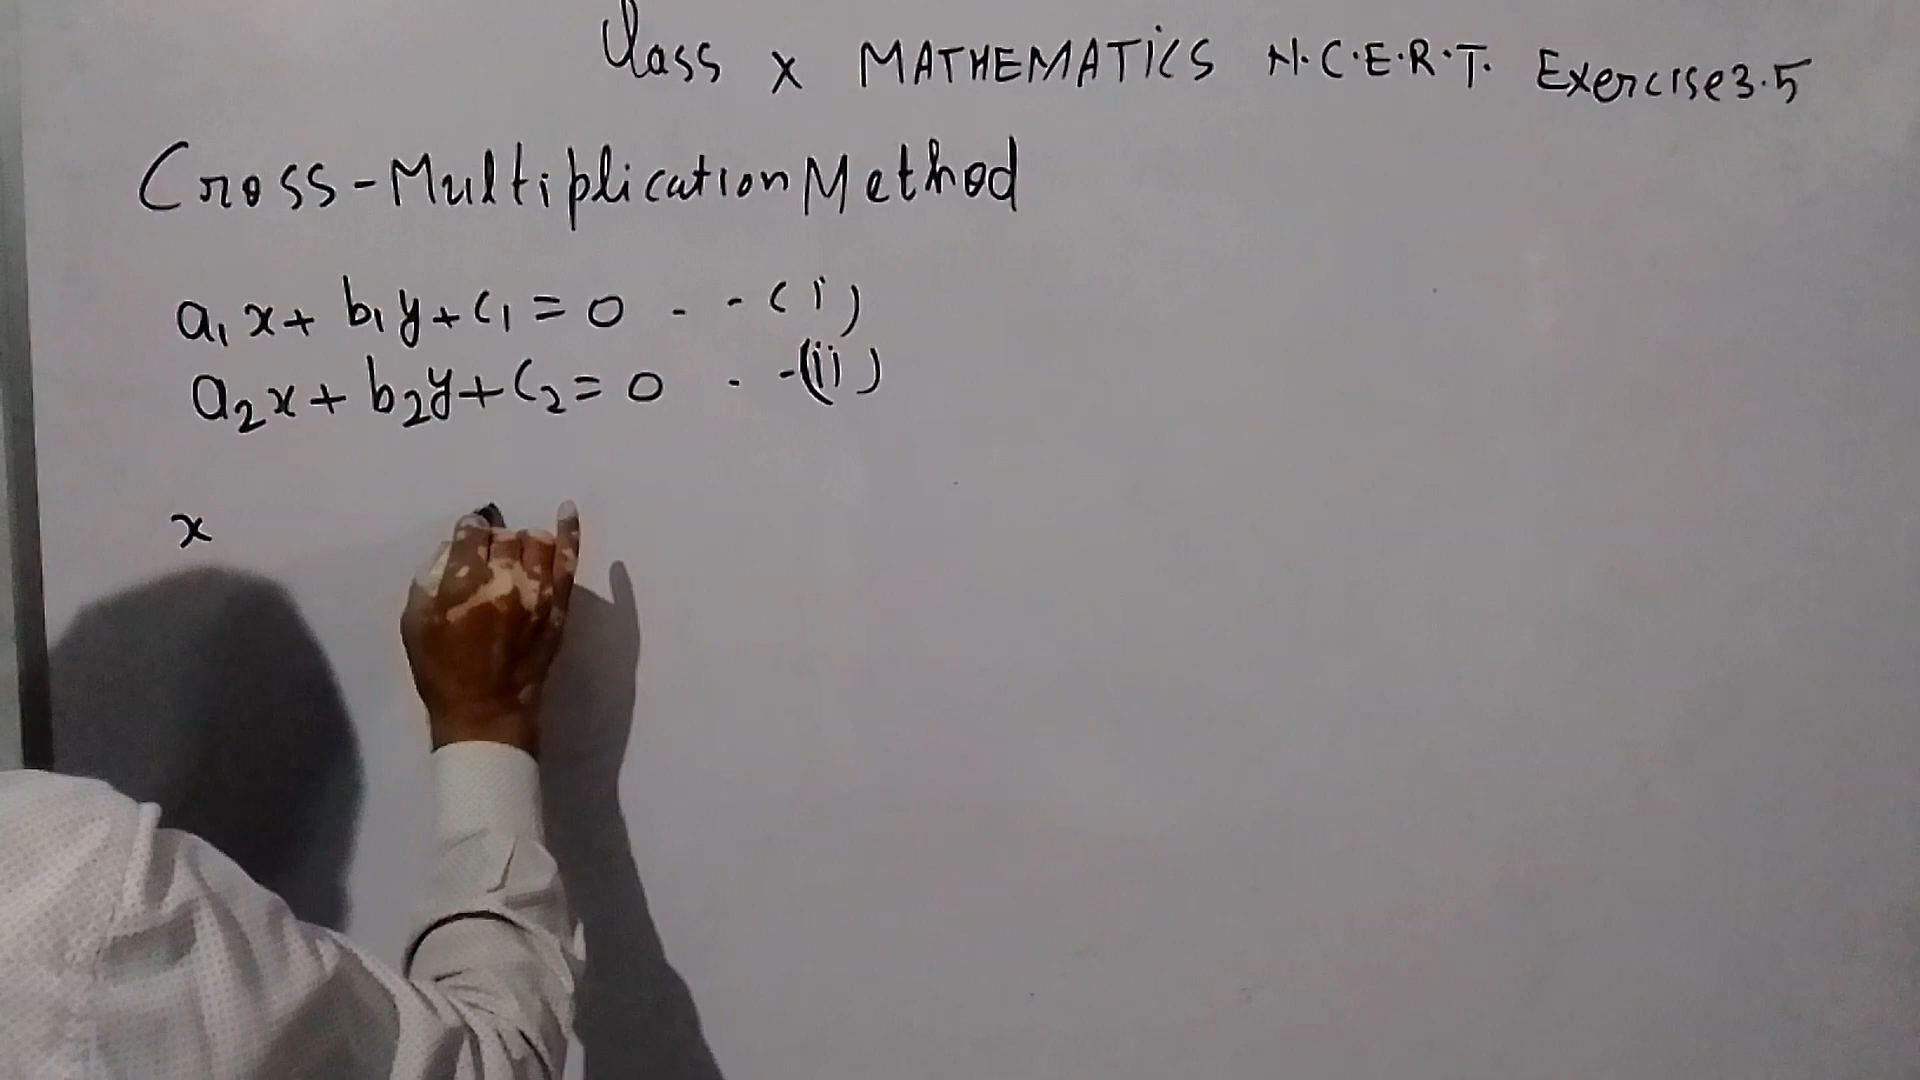 Class X MATHEMATICS N.C.E.R.T. Exercise 3.5
Cross-Multiplication Method
a₁x + b₁y + c₁ = 0 - - (i)
a₂x + b₂y + c₂ = 0 - - (ii)
x